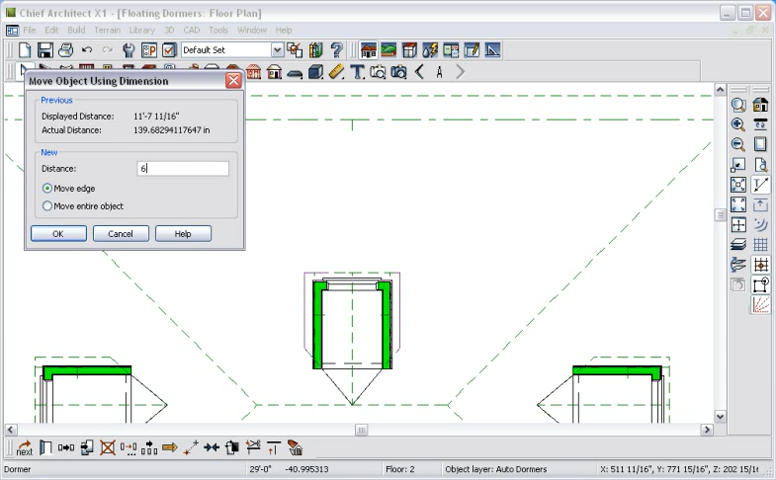 Chief Architect X1 - [Floating Dormers: Floor Plan]
File Edit Build Terrain Library 3D CAD Tools Window Help
Default Set
A
Move Object Using Dimension
Previous
Displayed Distance: 11'-7 11/16"
Actual Distance: 139.68294117647 in
New
Distance: 6
Move edge
Move entire object
OK Cancel Help
next
Dormer 29'-0" -40.995313 Floor: 2 Object layer: Auto Dormers X: 511 11/16", Y: 771 15/16", Z: 202 15/16